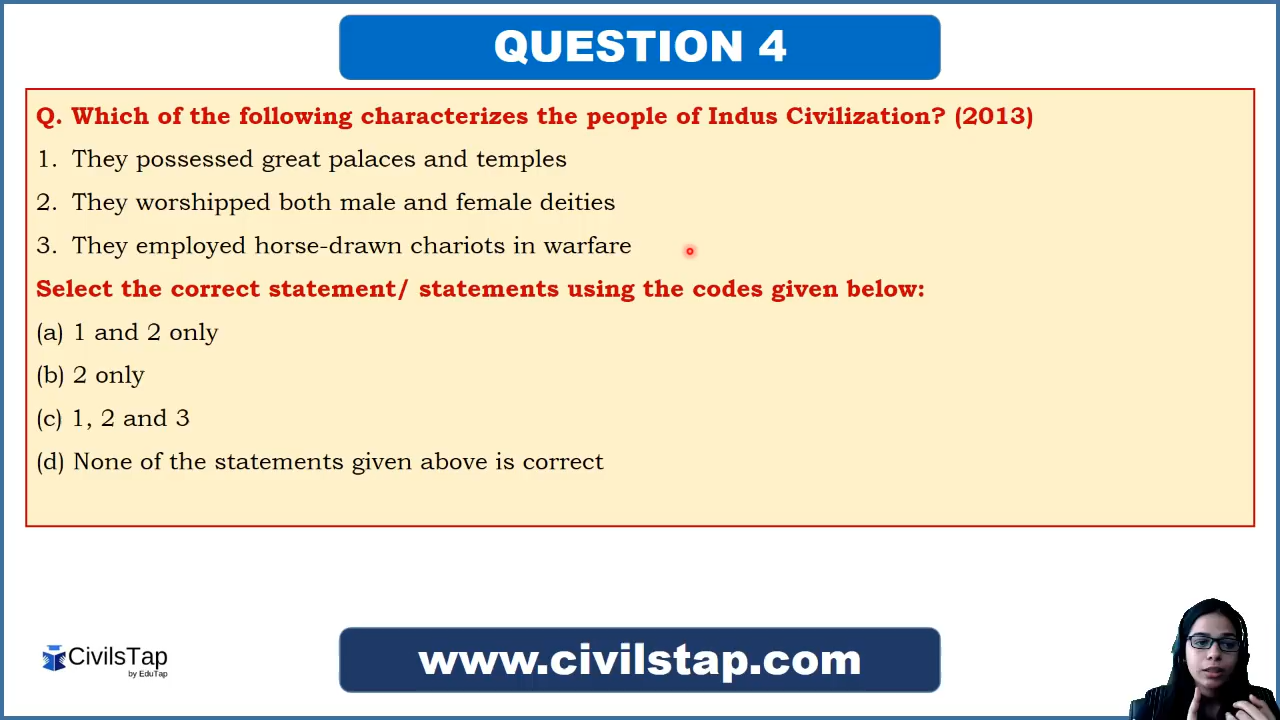 QUESTION 4
Q. Which of the following characterizes the people of Indus Civilization? (2013)
1. They possessed great palaces and temples
2. They worshipped both male and female deities
3. They employed horse-drawn chariots in warfare
Select the correct statement/ statements using the codes given below:
(a) 1 and 2 only
(b) 2 only
(c) 1, 2 and 3
(d) None of the statements given above is correct
CivilsTap
by EduTap
www.civilstap.com